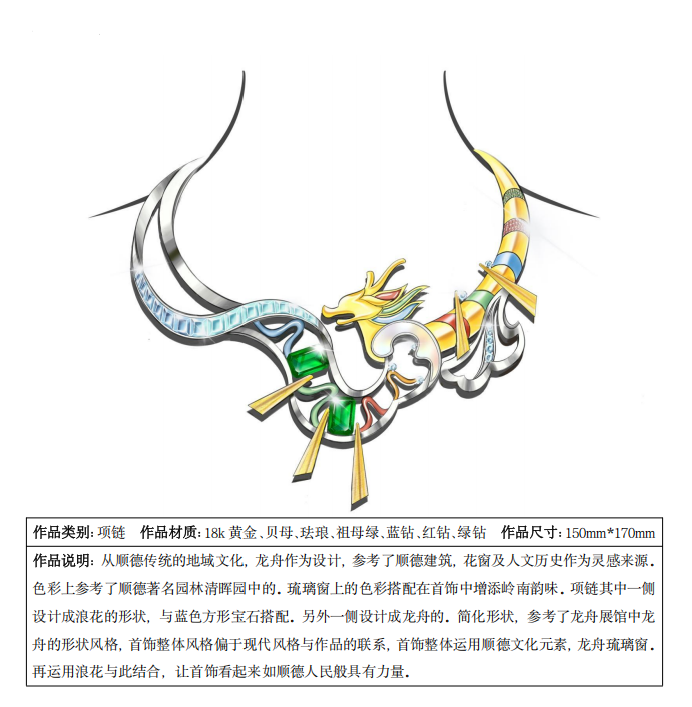 作品类别: 项链 作品材质: 18k 黄金、贝母、珐琅、祖母绿、蓝钻、红钻、绿钻 作品尺寸: 150mm*170mm
作品说明: 从顺德传统的地域文化, 龙舟作为设计, 参考了顺德建筑, 花窗及人文历史作为灵感来源.
色彩上参考了顺德著名园林清晖园中的. 琉璃窗上的色彩搭配在首饰中增添岭南韵味. 项链其中一侧
设计成浪花的形状, 与蓝色方形宝石搭配. 另外一侧设计成龙舟的. 简化形状, 参考了龙舟展馆中龙
舟的形状风格, 首饰整体风格偏于现代风格与作品的联系, 首饰整体运用顺德文化元素, 龙舟琉璃窗.
再运用浪花与此结合, 让首饰看起来如顺德人民般具有力量.